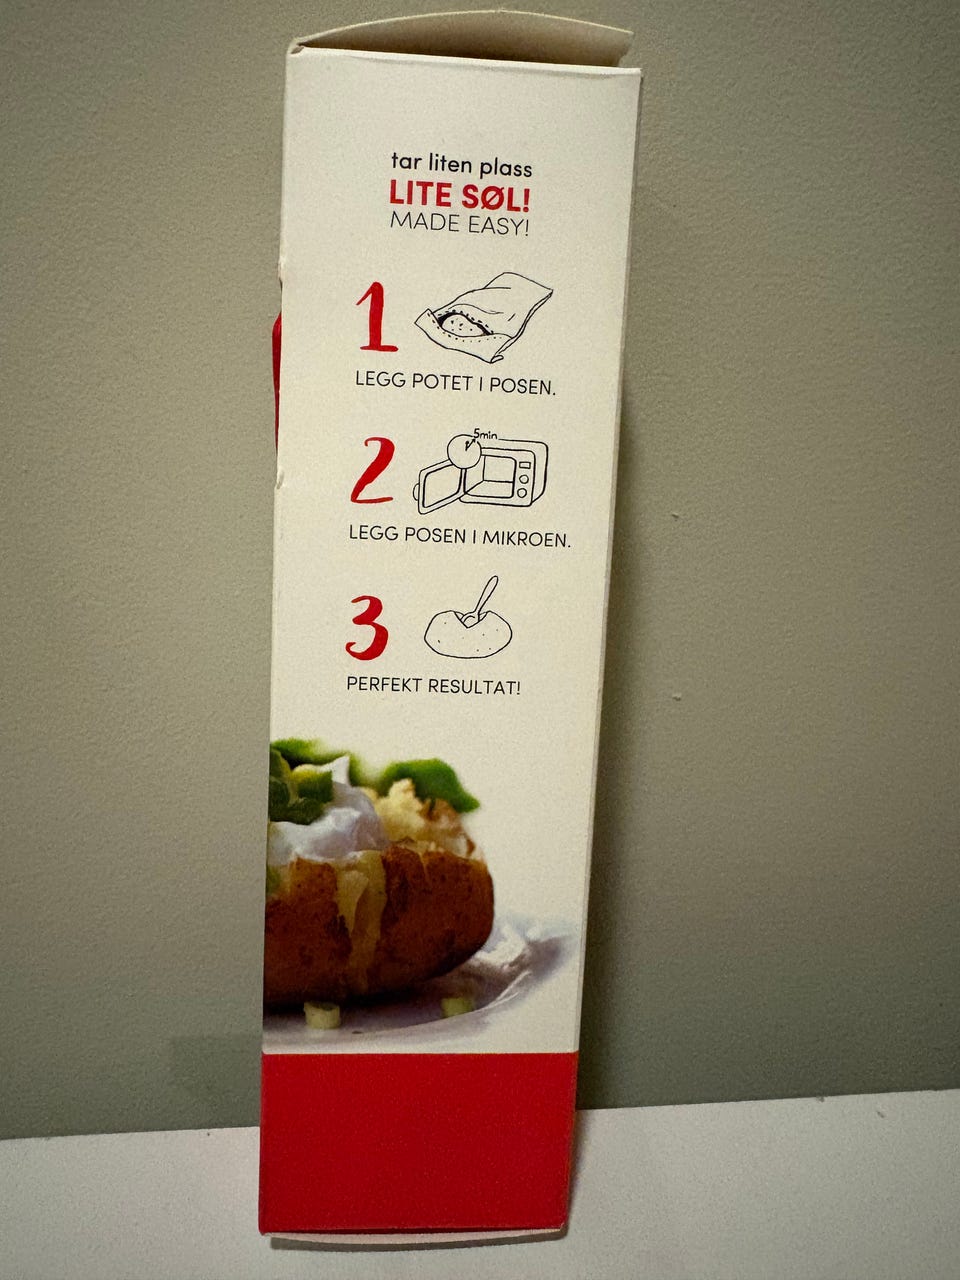 tar liten plass
LITE SØL!
MADE EASY!
1
LEGG POTET I POSEN.
2
5min
LEGG POSEN I MIKROEN.
3
PERFEKT RESULTAT!